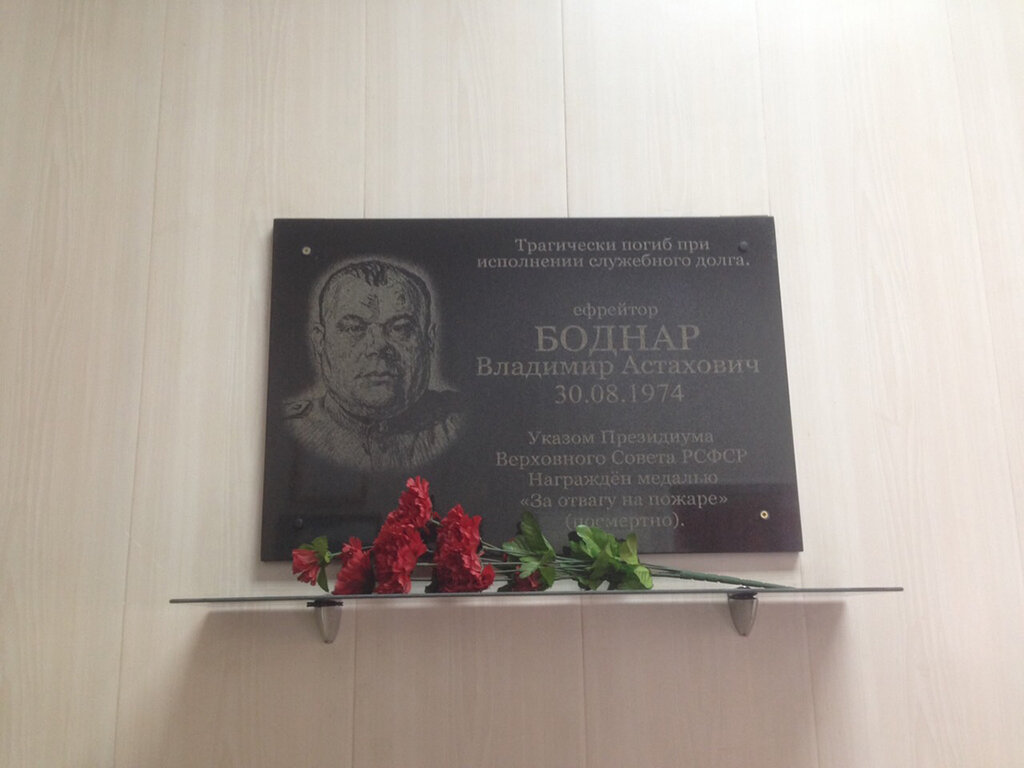 Трагически погиб при
исполнении служебного долга.
ефрейтор
БОДНАР
Владимир Астахович
30.08.1974
Указом Президиума
Верховного Совета РСФСР
Награждён медалью
«За отвагу на пожаре»
(посмертно).